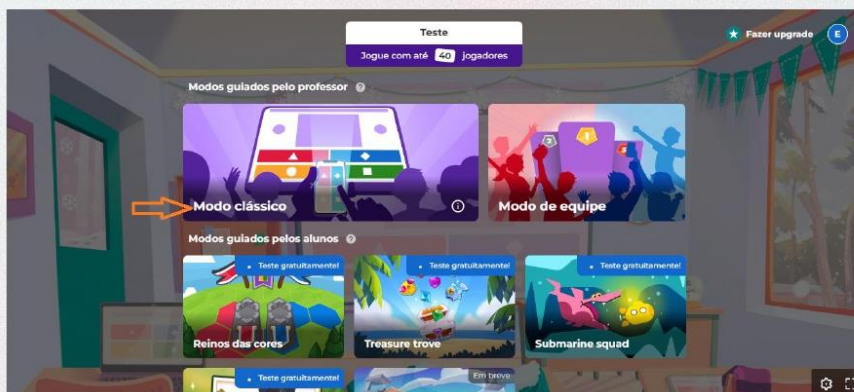 Teste
Jogue com até 40 jogadores
Fazer upgrade
E
Modos guiados pelo professor
Modo clássico
Modo de equipe
Modos guiados pelos alunos
Teste gratuitamente!
Teste gratuitamente!
Teste gratuitamente!
Reinos das cores
Treasure trove
Submarine squad
Teste gratuitamente!
Em breve